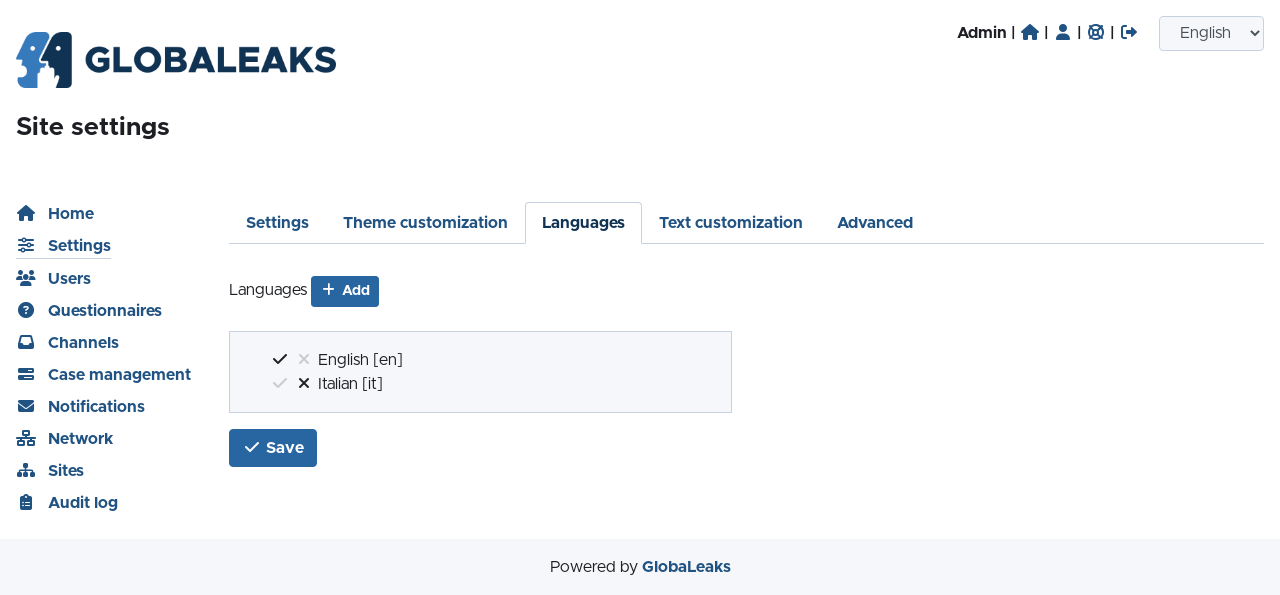 Admin | | | | English
GLOBALEAKS
Site settings
Home
Settings
Users
Questionnaires
Channels
Case management
Notifications
Network
Sites
Audit log
Settings Theme customization Languages Text customization Advanced
Languages Add
English [en]
Italian [it]
Save
Powered by GlobaLeaks